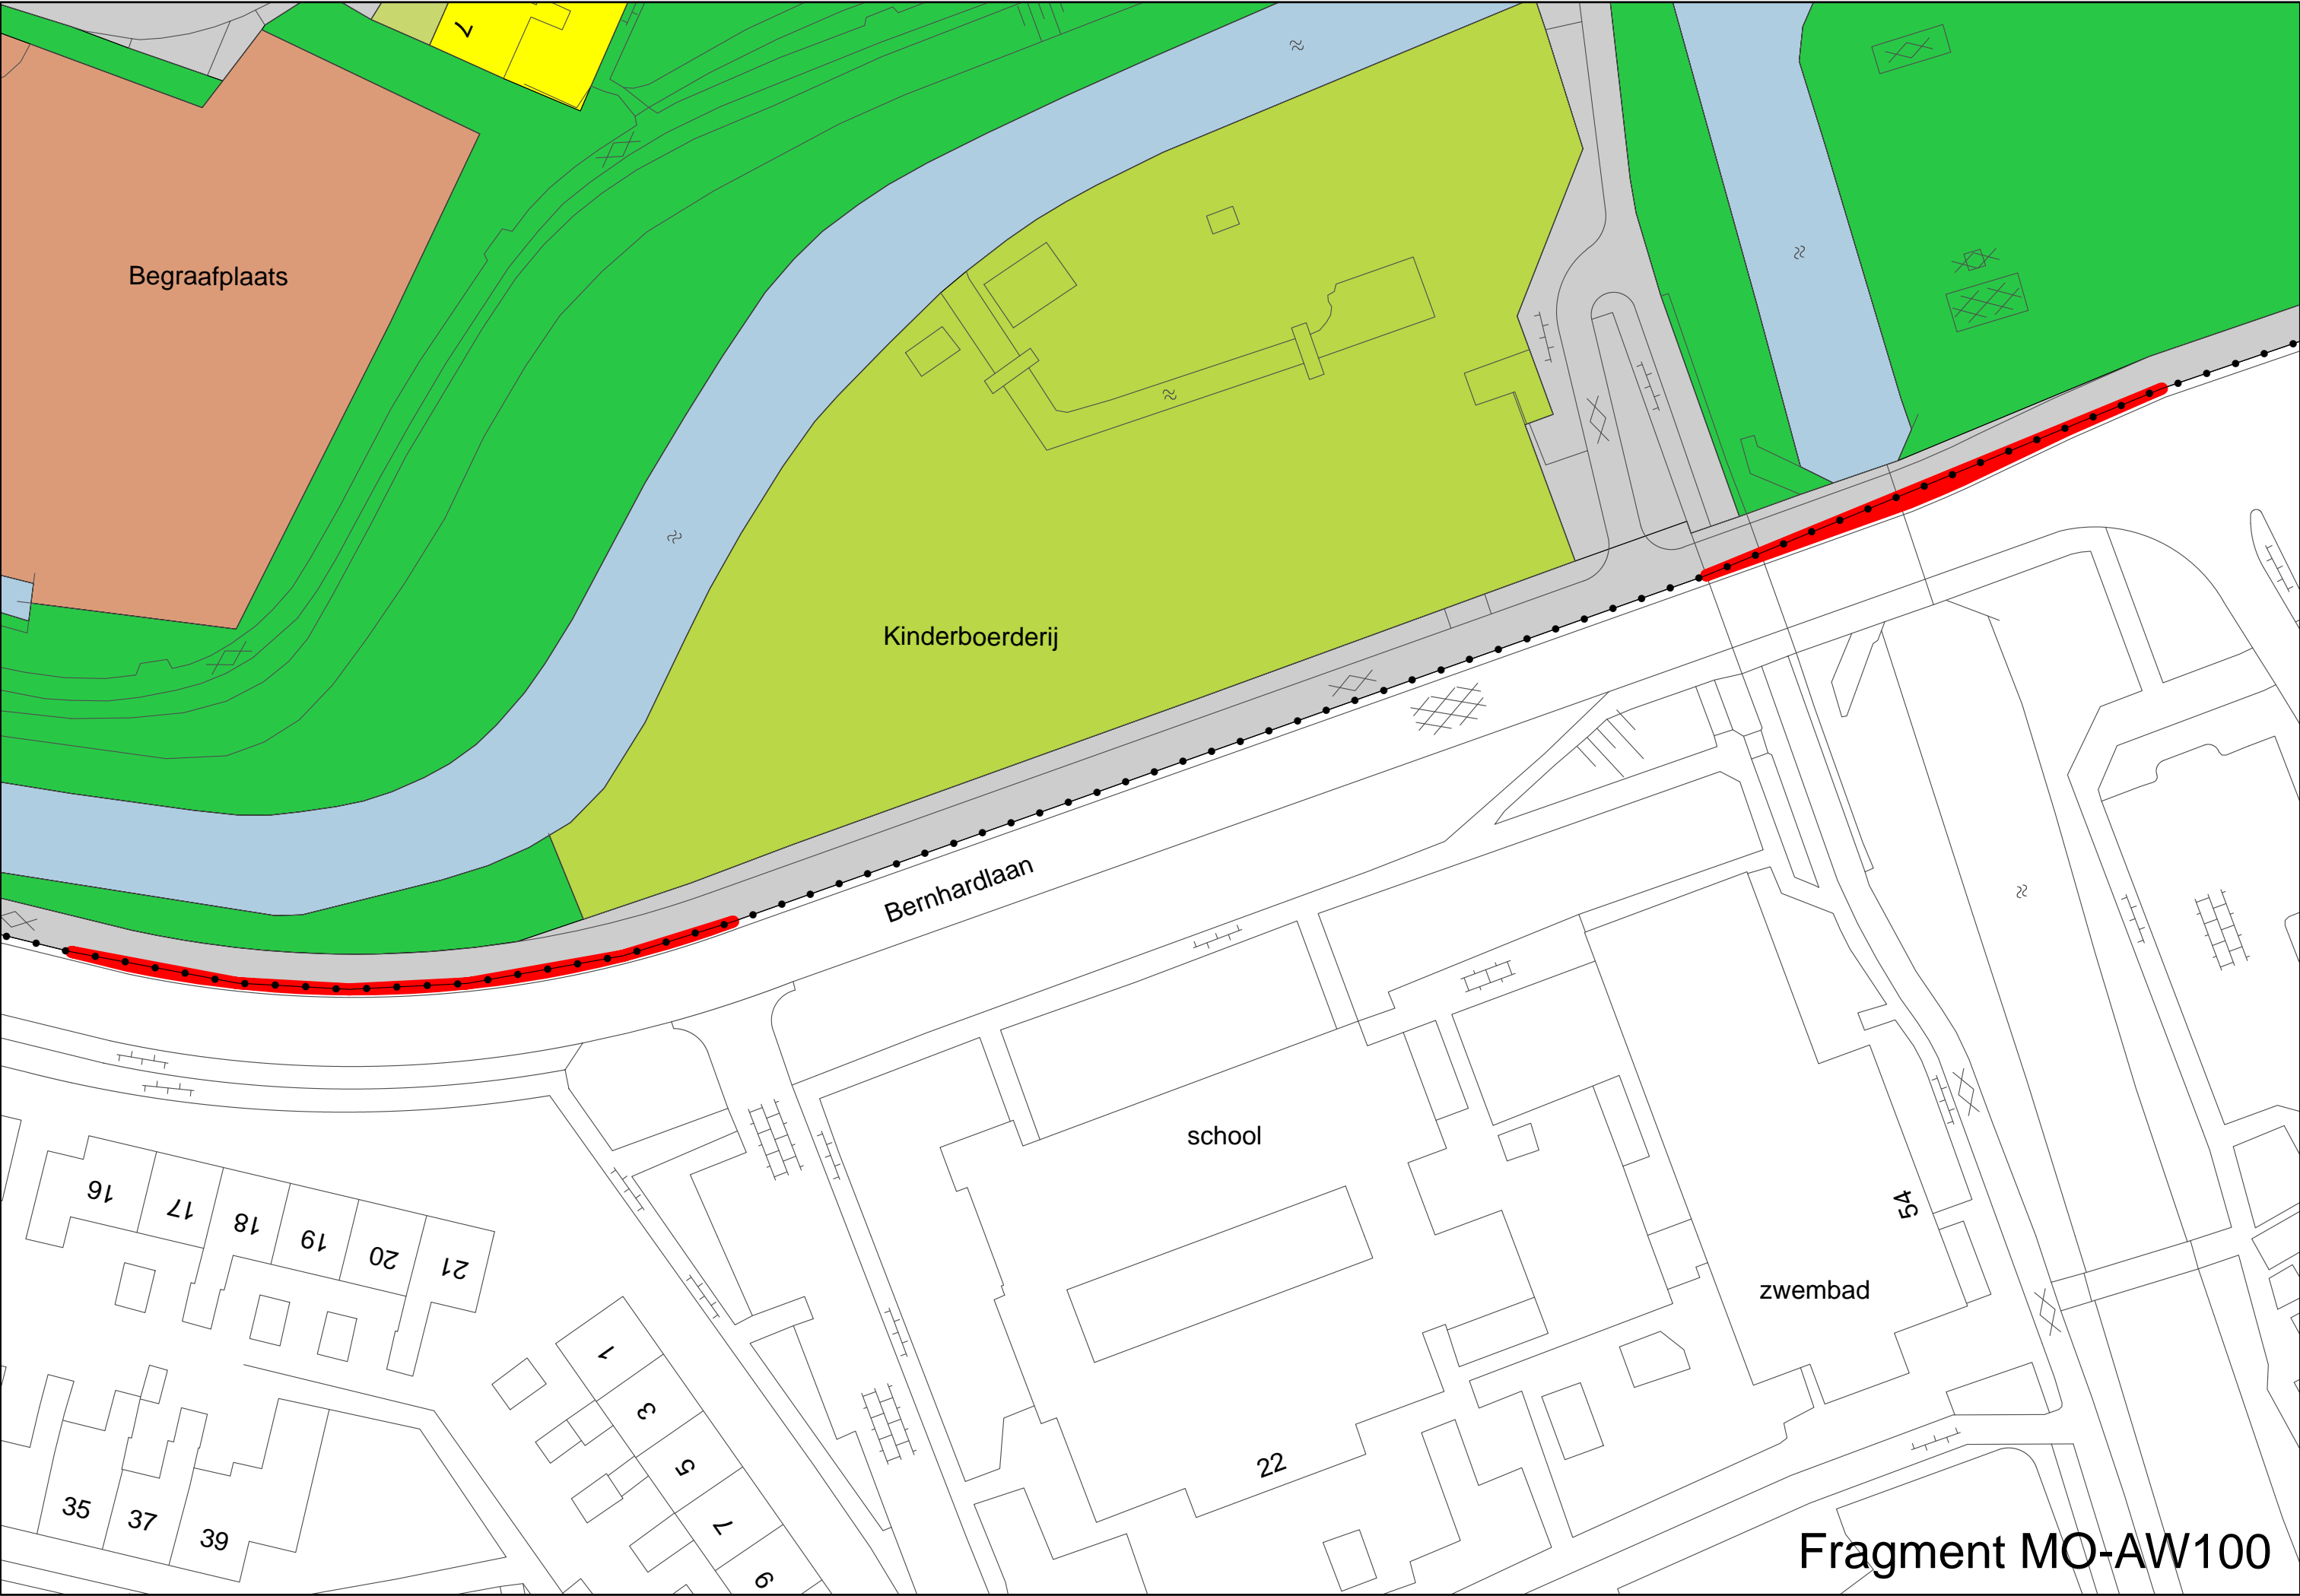 7
Begraafplaats
Kinderboerderij
Bernhardlaan
school
16
17
18
19
20
21
54
zwembad
1
3
5
7
9
22
35
37
39
Fragment MO-AW100